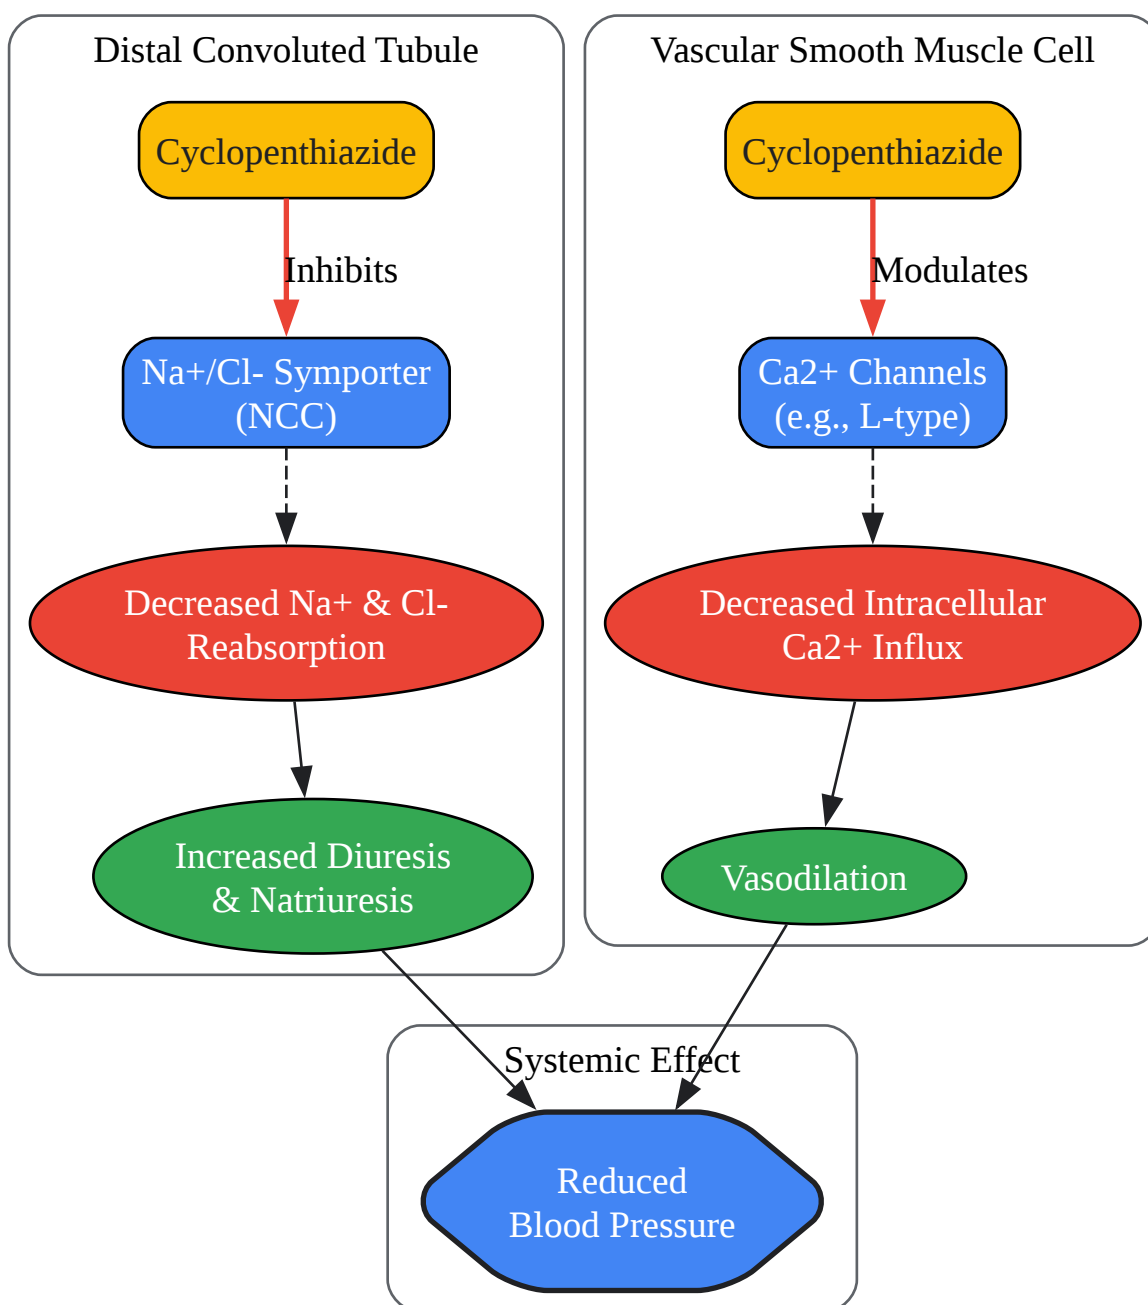 Distal Convoluted Tubule
Cyclopenthiazide
Inhibits
Na+/Cl- Symporter
(NCC)
Decreased Na+ & Cl-
Reabsorption
Increased Diuresis
& Natriuresis
Vascular Smooth Muscle Cell
Cyclopenthiazide
Modulates
Ca2+ Channels
(e.g., L-type)
Decreased Intracellular
Ca2+ Influx
Vasodilation
Systemic Effect
Reduced
Blood Pressure